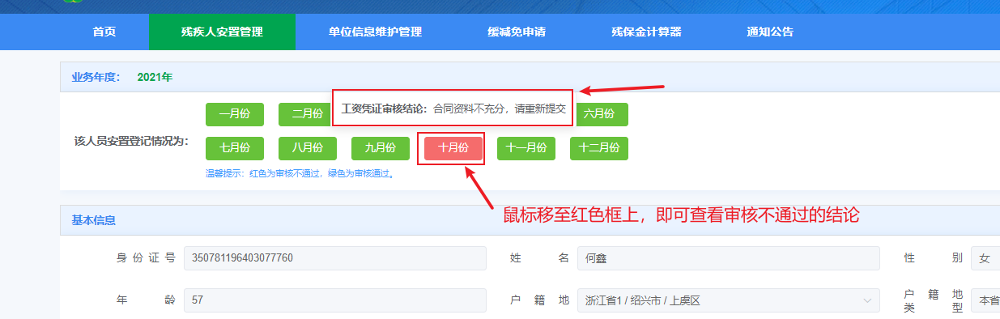 首页 残疾人安置管理 单位信息维护管理 缓减免申请 残保金计算器 通知公告
业务年度： 2021年
工资凭证审核结论：合同资料不充分，请重新提交
一月份 二月份 六月份
该人员安置登记情况为：
七月份 八月份 九月份 十月份 十一月份 十二月份
温馨提示：红色为审核不通过，绿色为审核通过。
鼠标移至红色框上，即可查看审核不通过的结论
基本信息
身份证号 350781196403077760 姓名 何鑫 性别 女
年龄 57 户籍地 浙江省1 / 绍兴市 / 上虞区 户籍地类型 本省